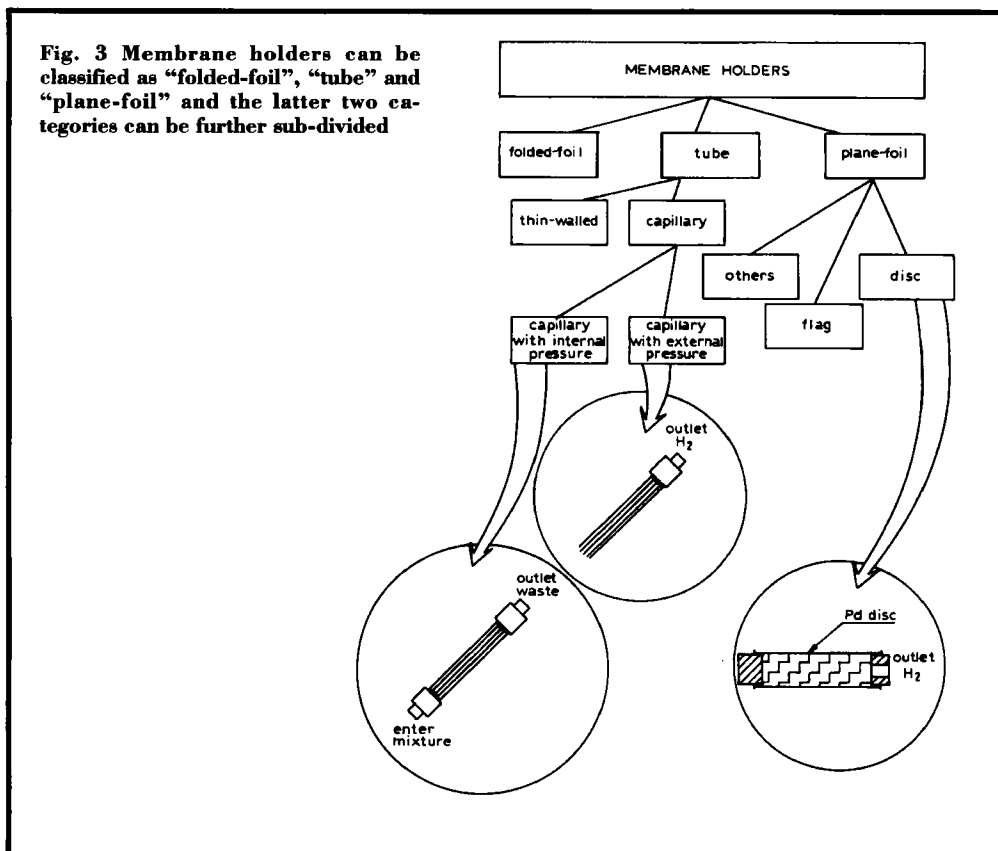 Fig. 3 Membrane holders can be
classified as “folded-foil”, “tube” and
“plane-foil” and the latter two ca-
tegories can be further sub-divided
MEMBRANE HOLDERS
folded-foil
tube
plane-foil
thin-walled
capillary
others
disc
flag
capillary
with internal
pressure
capillary
with external
pressure
outlet
H2
outlet
waste
enter
mixture
Pd disc
outlet
H2